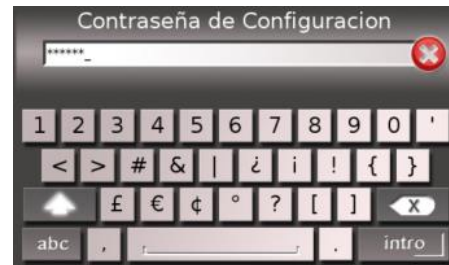 Contraseña de Configuracion
******_
1 2 3 4 5 6 7 8 9 0 '
< > # & | ¿ ¡ ! { }
£ € ¢ ° ? [ ] X
abc , . intro